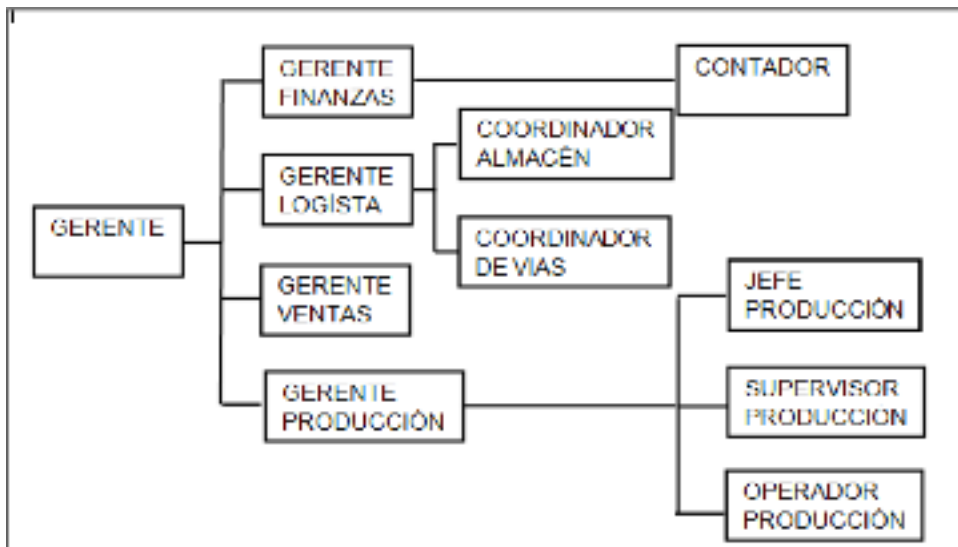 GERENTE
GERENTE
FINANZAS
CONTADOR
GERENTE
LOGÍSTA
COORDINADOR
ALMACÉN
COORDINADOR
DE VIAS
GERENTE
VENTAS
GERENTE
PRODUCCIÓN
JEFE
PRODUCCIÓN
SUPERVISOR
PRODUCCION
OPERADOR
PRODUCCIÓN